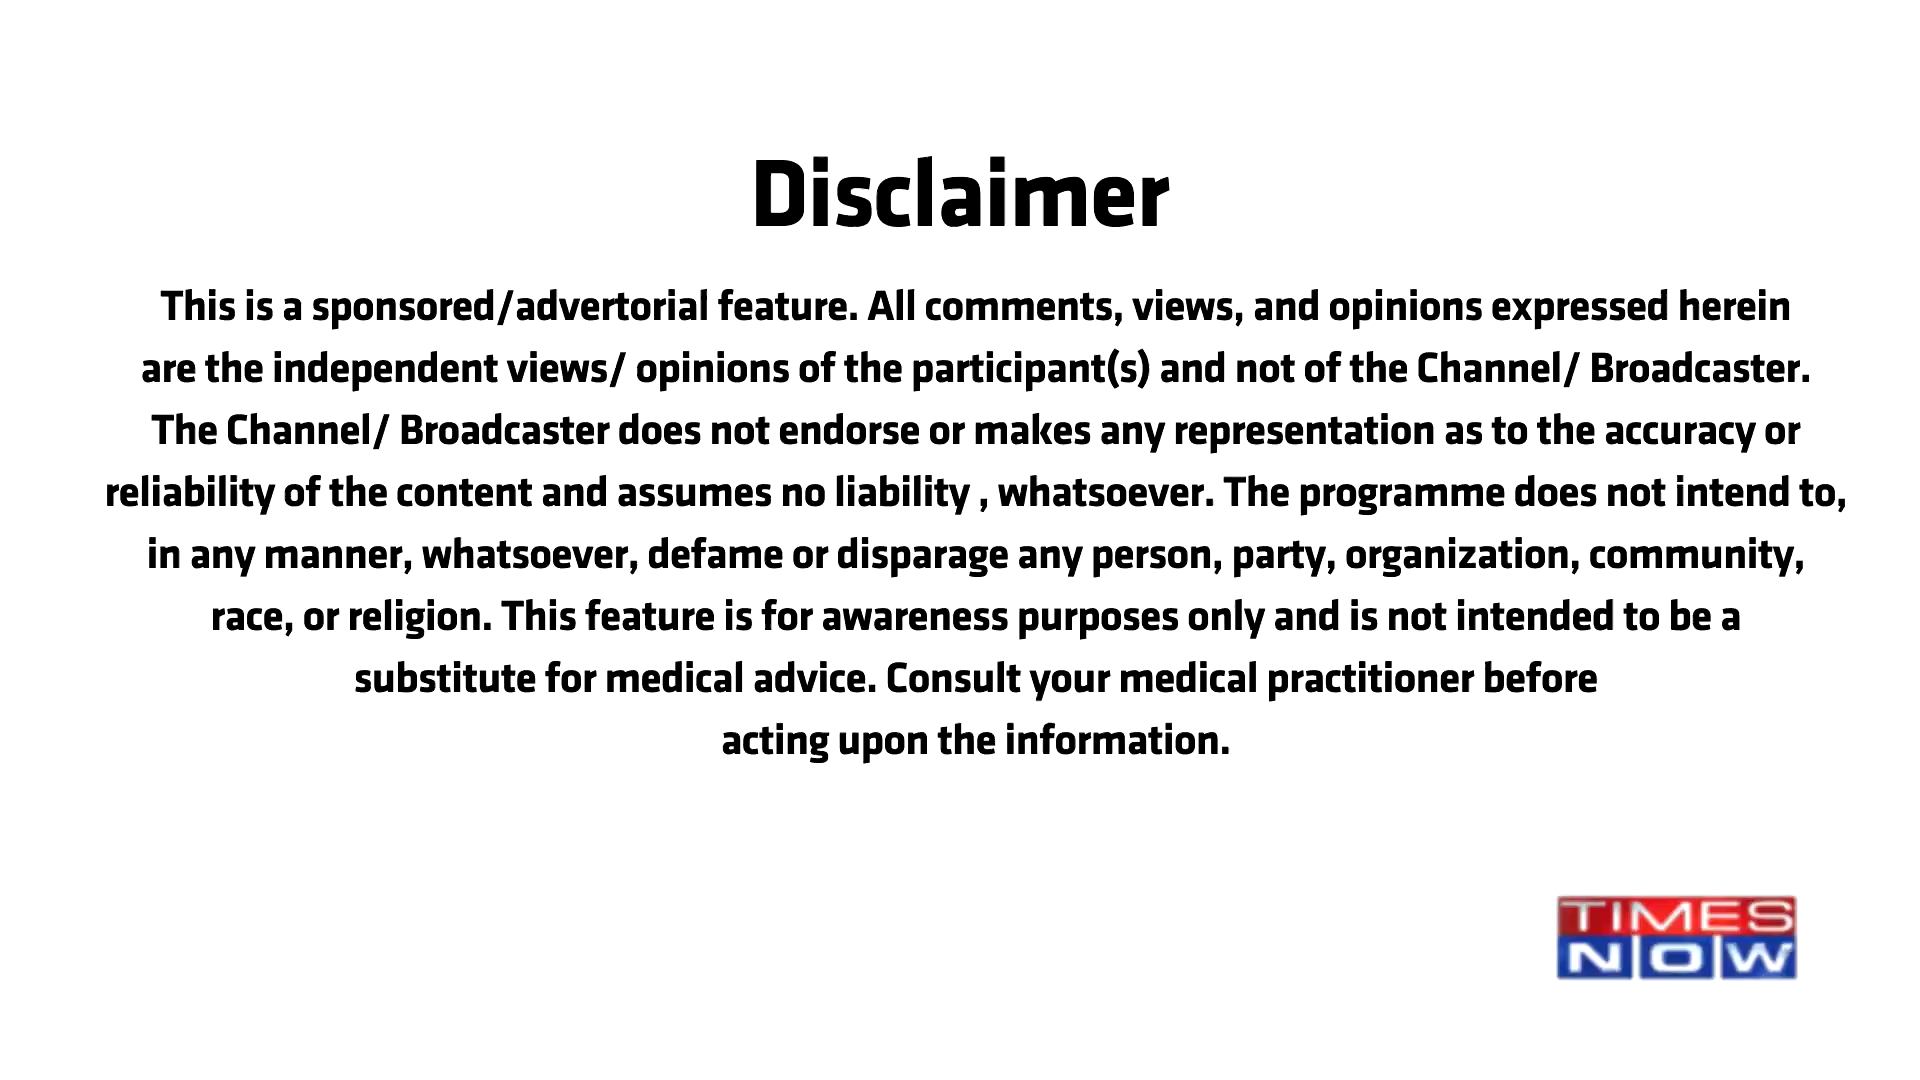 Disclaimer
This is a sponsored/advertorial feature. All comments, views, and opinions expressed herein
are the independent views/ opinions of the participant(s) and not of the Channel/ Broadcaster.
The Channel/ Broadcaster does not endorse or makes any representation as to the accuracy or
reliability of the content and assumes no liability , whatsoever. The programme does not intend to,
in any manner, whatsoever, defame or disparage any person, party, organization, community,
race, or religion. This feature is for awareness purposes only and is not intended to be a
substitute for medical advice. Consult your medical practitioner before
acting upon the information.
TIMES
NOW